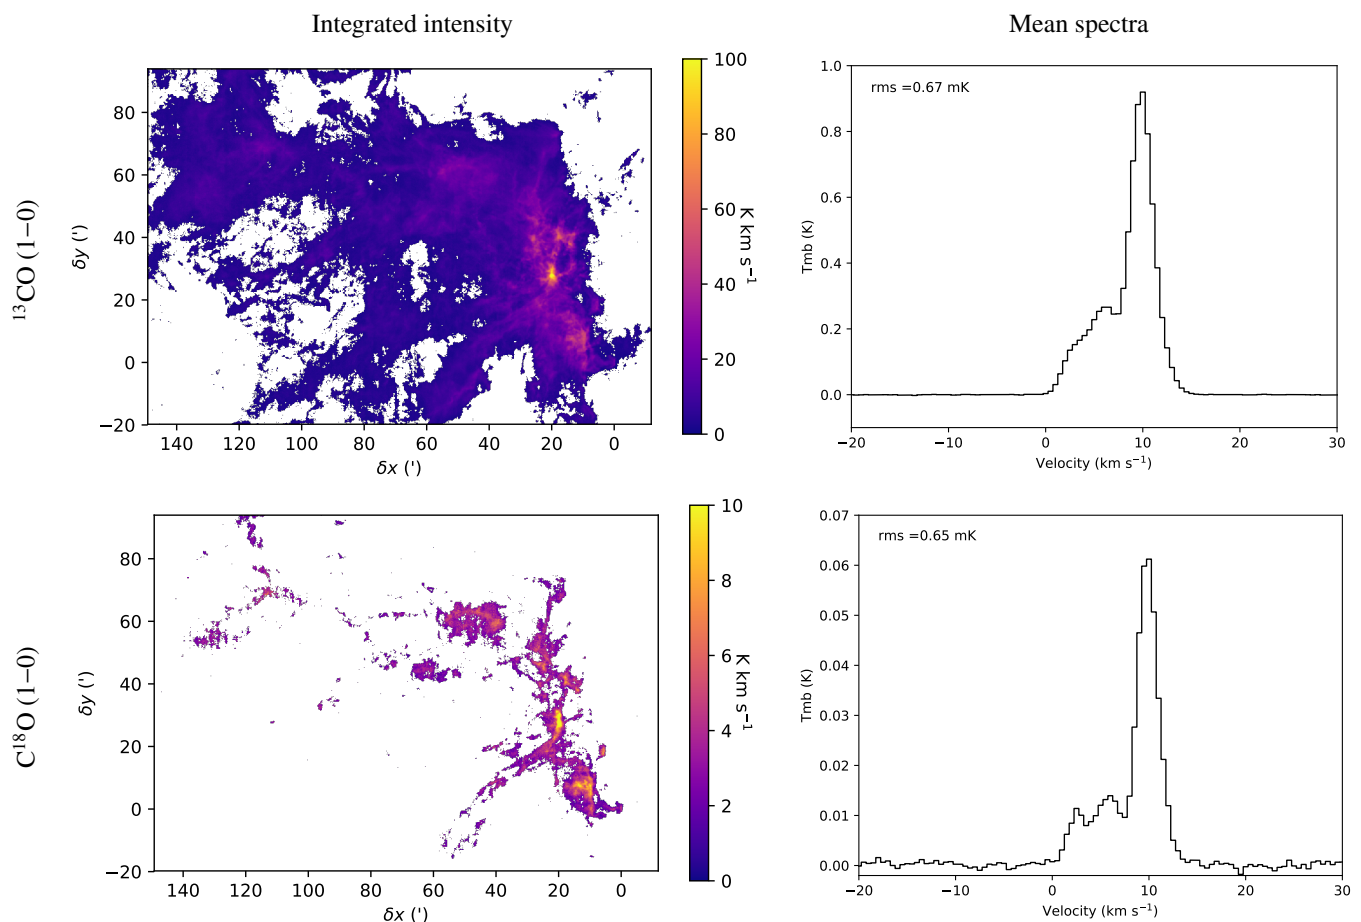 Integrated intensity
Mean spectra
¹³CO (1–0)
δy (')
80
60
40
20
0
−20
140 120 100 80 60 40 20 0
δx (')
100
80
60
40
20
0
K km s⁻¹
rms =0.67 mK
Tmb (K)
1.0
0.8
0.6
0.4
0.2
0.0
−20 −10 0 10 20 30
Velocity (km s⁻¹)
C¹⁸O (1–0)
δy (')
80
60
40
20
0
−20
140 120 100 80 60 40 20 0
δx (')
10
8
6
4
2
0
K km s⁻¹
rms =0.65 mK
Tmb (K)
0.07
0.06
0.05
0.04
0.03
0.02
0.01
0.00
−20 −10 0 10 20 30
Velocity (km s⁻¹)